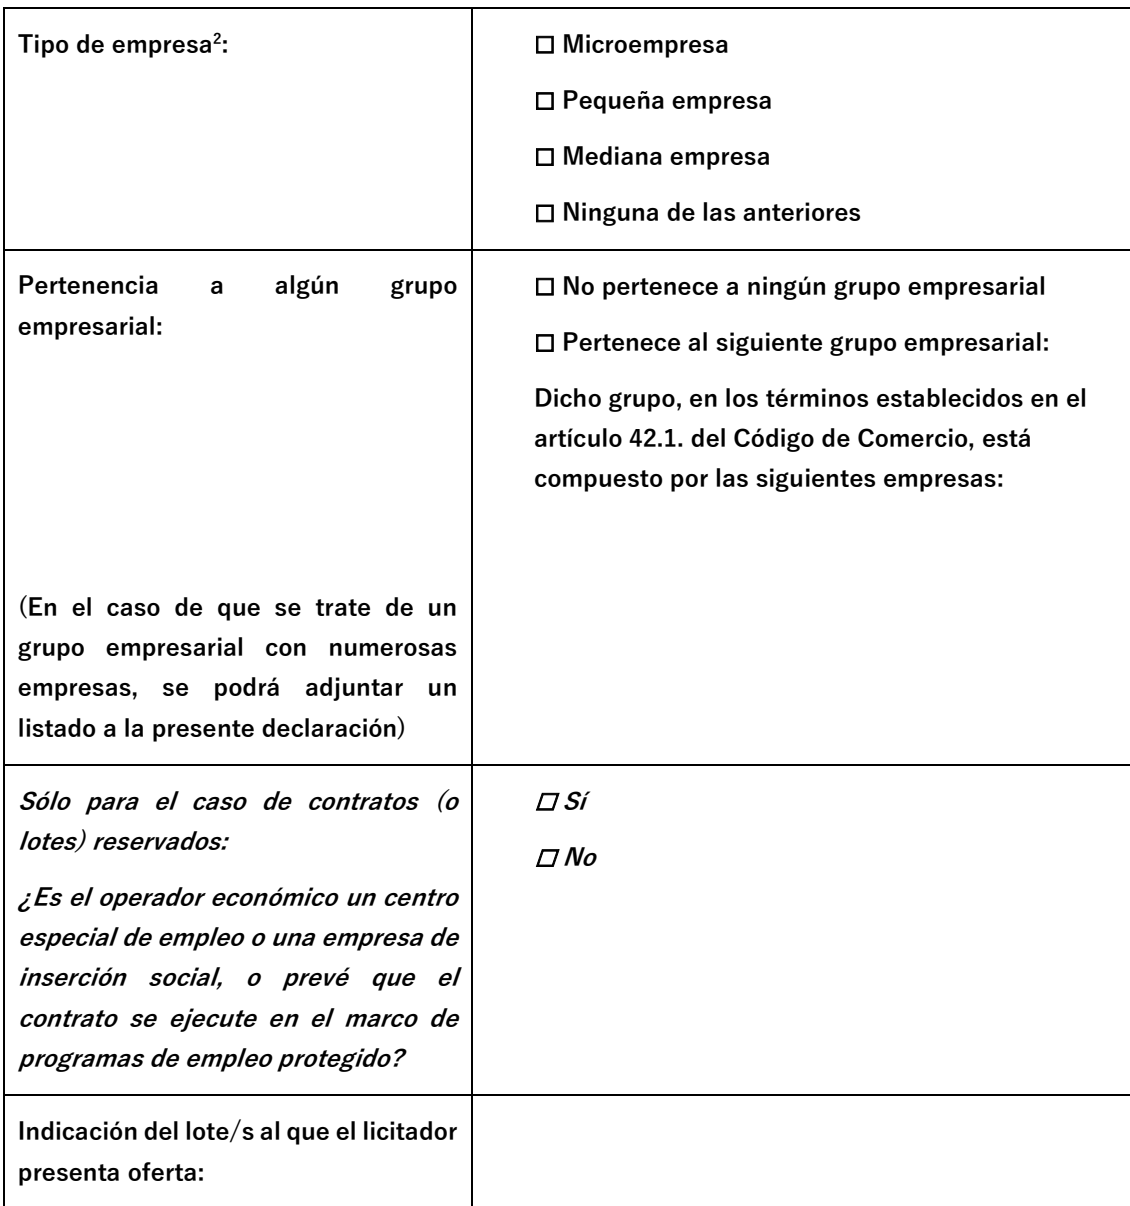 Tipo de empresa²:
☐ Microempresa
☐ Pequeña empresa
☐ Mediana empresa
☐ Ninguna de las anteriores
Pertenencia a algún grupo
empresarial:
(En el caso de que se trate de un
grupo empresarial con numerosas
empresas, se podrá adjuntar un
listado a la presente declaración)
☐ No pertenece a ningún grupo empresarial
☐ Pertenece al siguiente grupo empresarial:
Dicho grupo, en los términos establecidos en el
artículo 42.1. del Código de Comercio, está
compuesto por las siguientes empresas:
Sólo para el caso de contratos (o
lotes) reservados:
¿Es el operador económico un centro
especial de empleo o una empresa de
inserción social, o prevé que el
contrato se ejecute en el marco de
programas de empleo protegido?
☐ Sí
☐ No
Indicación del lote/s al que el licitador
presenta oferta: